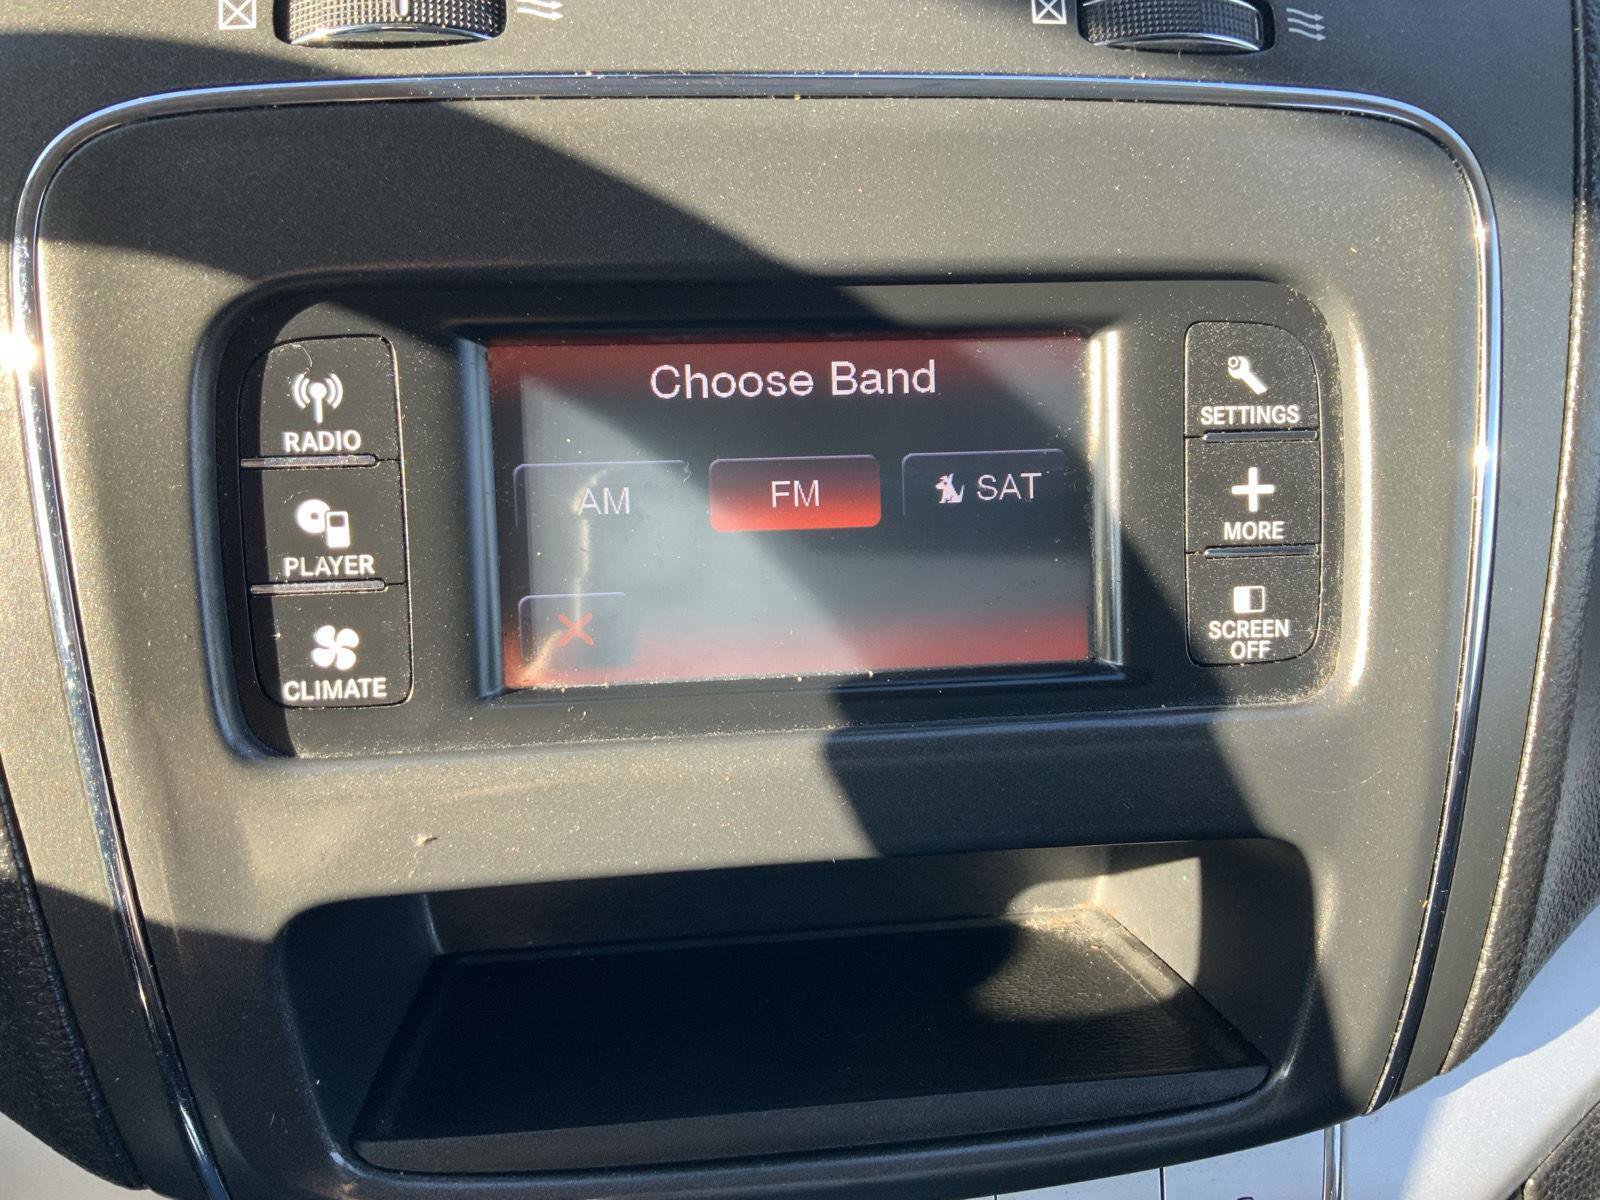 Choose Band
AM
FM
SAT
RADIO
PLAYER
CLIMATE
SETTINGS
MORE
SCREEN
OFF